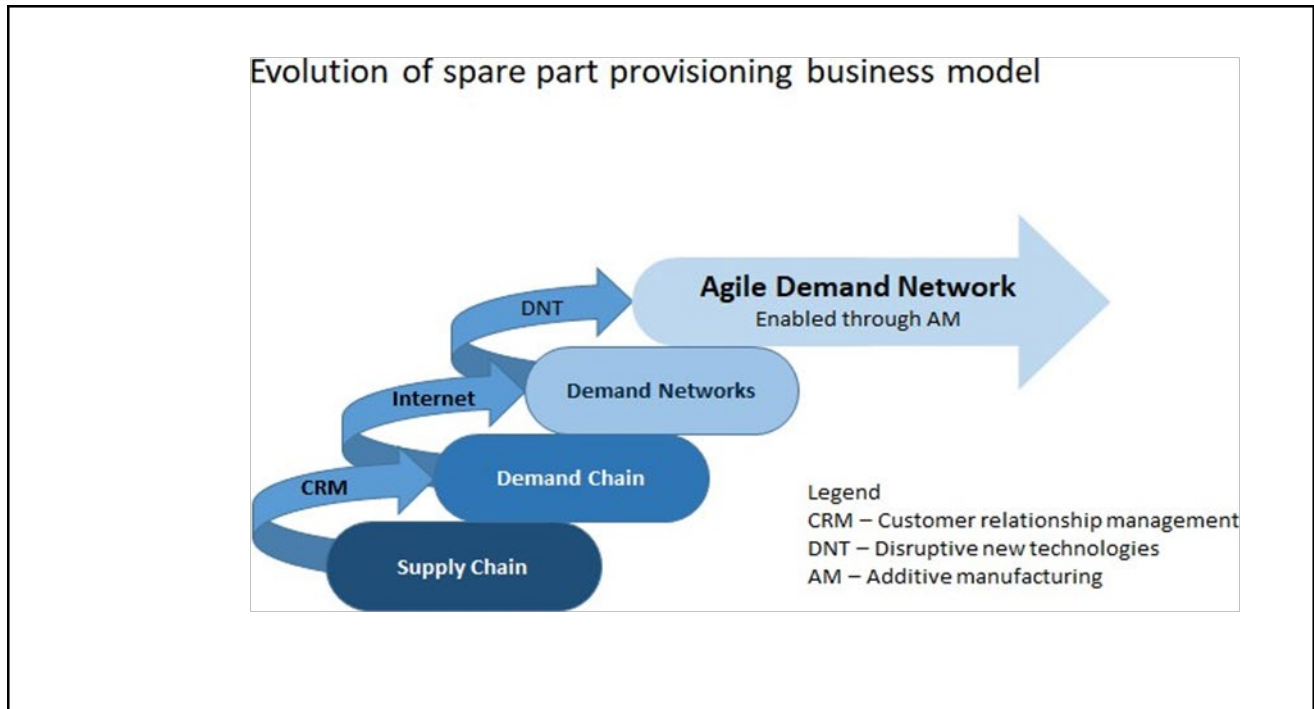 Evolution of spare part provisioning business model
Agile Demand Network
Enabled through AM
DNT
Demand Networks
Internet
Demand Chain
CRM
Supply Chain
Legend
CRM – Customer relationship management
DNT – Disruptive new technologies
AM – Additive manufacturing